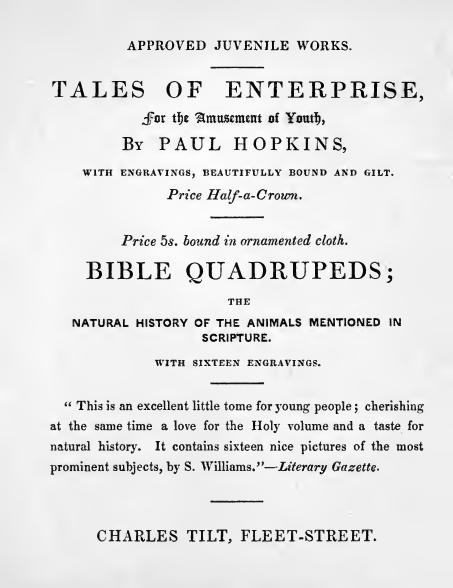 APPROVED JUVENILE WORKS.
TALES OF ENTERPRISE,
For the Amusement of Youth,
BY PAUL HOPKINS,
WITH ENGRAVINGS, BEAUTIFULLY BOUND AND GILT.
Price Half-a-Crown.
Price 5s. bound in ornamented cloth.
BIBLE QUADRUPEDS;
THE
NATURAL HISTORY OF THE ANIMALS MENTIONED IN
SCRIPTURE.
WITH SIXTEEN ENGRAVINGS.
“ This is an excellent little tome for young people ; cherishing
at the same time a love for the Holy volume and a taste for
natural history. It contains sixteen nice pictures of the most
prominent subjects, by S. Williams.”—Literary Gazette.
CHARLES TILT, FLEET-STREET.